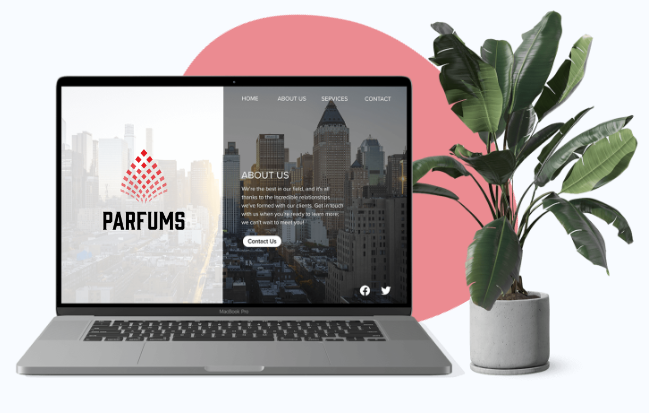 HOME ABOUT US SERVICES CONTACT
PARFUMS
ABOUT US
We're the best in our field, and it's all
thanks to the incredible relationships
we've formed with our clients. Get in touch
with us when you're ready to learn more;
we can't wait to meet you!
Contact Us
MacBook Pro